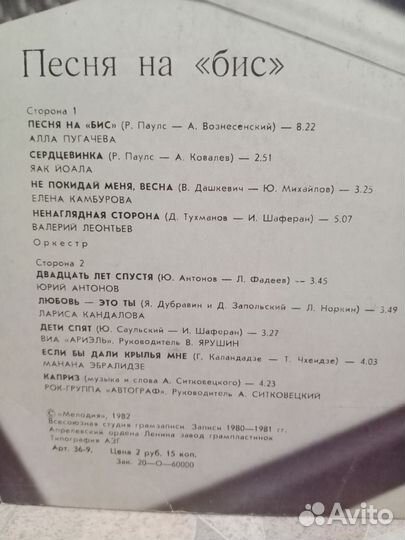 Песня на «бис»
Сторона 1
ПЕСНЯ НА «БИС» (Р. Паулс — А. Вознесенский) — 8.22
АЛЛА ПУГАЧЕВА
СЕРДЦЕВИНКА (Р. Паулс — А. Ковалев) — 2.51
ЯАК ЙОАЛА
НЕ ПОКИДАЙ МЕНЯ, ВЕСНА (В. Дашкевич — Ю. Михайлов) — 3.25
ЕЛЕНА КАМБУРОВА
НЕНАГЛЯДНАЯ СТОРОНА (Д. Тухманов — И. Шаферан) — 5.07
ВАЛЕРИЙ ЛЕОНТЬЕВ
Оркестр
Сторона 2
ДВАДЦАТЬ ЛЕТ СПУСТЯ (Ю. Антонов — Л. Фадеев) — 3.45
ЮРИЙ АНТОНОВ
ЛЮБОВЬ — ЭТО ТЫ (Я. Дубравин и Д. Запольский — Л. Норкин) — 3.49
ЛАРИСА КАНДАЛОВА
ДЕТИ СПЯТ (Ю. Саульский — И. Шаферан) — 3.27
ВИА «АРИЭЛЬ». Руководитель В. ЯРУШИН
ЕСЛИ БЫ ДАЛИ КРЫЛЬЯ МНЕ (Г. Каландадзе — Т. Чхеидзе) — 4.03
МАНАНА ЭБРАЛИДЗЕ
КАПРИЗ (музыка и слова А. Ситковецкого) — 4.23
РОК-ГРУППА «АВТОГРАФ». Руководитель А. СИТКОВЕЦКИЙ
© «Мелодия», 1982
Всесоюзная студия грамзаписи. Записи 1980—1981 гг.
Апрелевский ордена Ленина завод грампластинок
Типография АЗГ
Арт. 36-9. Цена 2 руб. 15 коп.
Зак. 20—О—60000
Avito